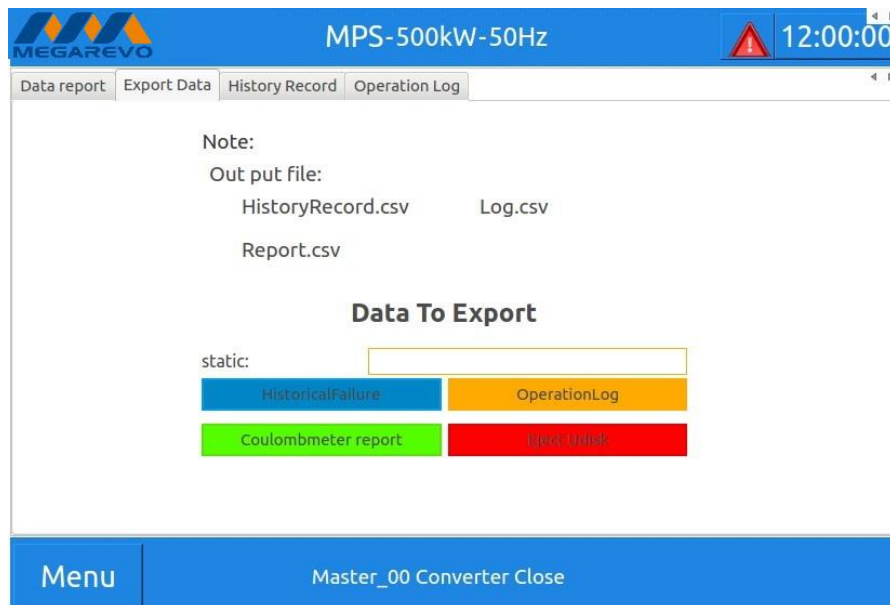 MEGAREVO
MPS-500kW-50Hz
12:00:00
Data report Export Data History Record Operation Log
Note:
Out put file:
HistoryRecord.csv Log.csv
Report.csv
Data To Export
static:
HistoricalFailure OperationLog
Coulombmeter report Eject Udisk
Menu Master_00 Converter Close